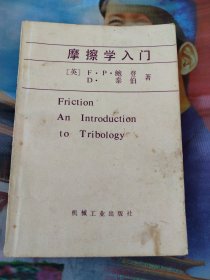 摩擦学入门
[英] F·P·鲍登
D·泰伯 著
Friction
An Introduction
to Tribology
机械工业出版社